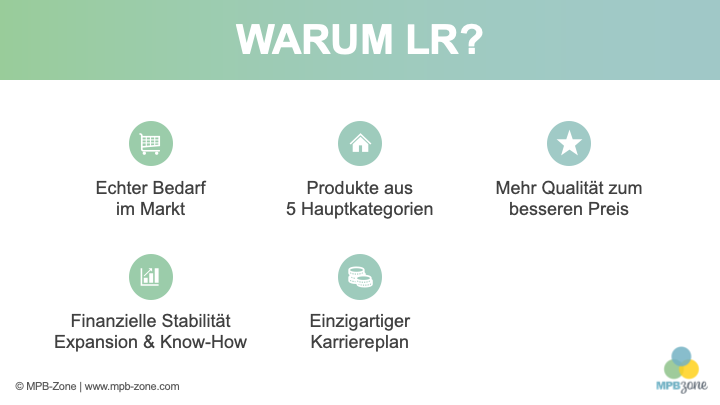 WARUM LR?
Echter Bedarf
im Markt
Produkte aus
5 Hauptkategorien
Mehr Qualität zum
besseren Preis
Finanzielle Stabilität
Expansion & Know-How
Einzigartiger
Karriereplan
© MPB-Zone | www.mpb-zone.com
MPBzone